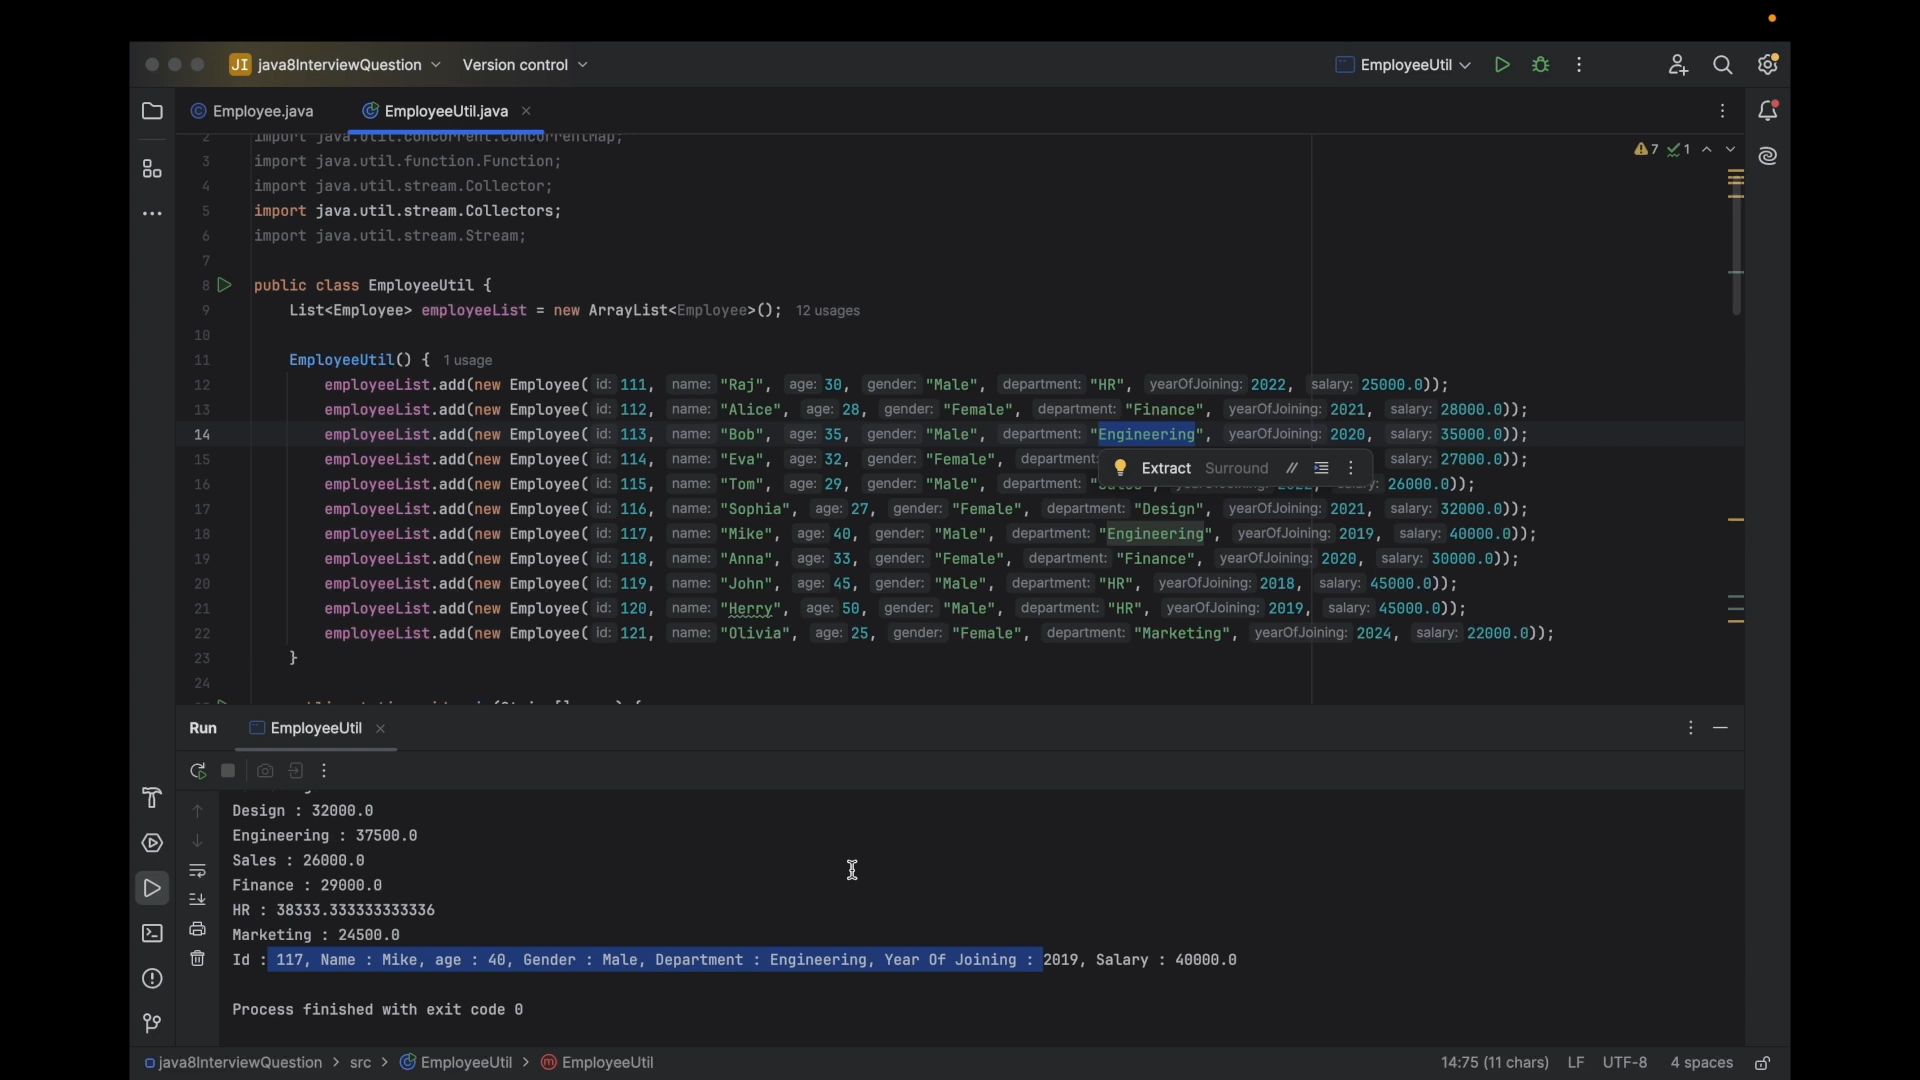 JI java8InterviewQuestion Version control EmployeeUtil
Employee.java EmployeeUtil.java
2 import java.util.concurrent.ConcurrentMap; 7 1
3 import java.util.function.Function;
4 import java.util.stream.Collector;
5 import java.util.stream.Collectors;
6 import java.util.stream.Stream;
7
8 public class EmployeeUtil {
9 List<Employee> employeeList = new ArrayList<Employee>(); 12 usages
10
11 EmployeeUtil() { 1 usage
12 employeeList.add(new Employee( id: 111, name: "Raj", age: 30, gender: "Male", department: "HR", yearOfJoining: 2022, salary: 25000.0));
13 employeeList.add(new Employee( id: 112, name: "Alice", age: 28, gender: "Female", department: "Finance", yearOfJoining: 2021, salary: 28000.0));
14 employeeList.add(new Employee( id: 113, name: "Bob", age: 35, gender: "Male", department: "Engineering", yearOfJoining: 2020, salary: 35000.0));
15 employeeList.add(new Employee( id: 114, name: "Eva", age: 32, gender: "Female", department: Extract Surround salary: 27000.0));
16 employeeList.add(new Employee( id: 115, name: "Tom", age: 29, gender: "Male", department: "Sales", yearOfJoining: 2022, salary: 26000.0));
17 employeeList.add(new Employee( id: 116, name: "Sophia", age: 27, gender: "Female", department: "Design", yearOfJoining: 2021, salary: 32000.0));
18 employeeList.add(new Employee( id: 117, name: "Mike", age: 40, gender: "Male", department: "Engineering", yearOfJoining: 2019, salary: 40000.0));
19 employeeList.add(new Employee( id: 118, name: "Anna", age: 33, gender: "Female", department: "Finance", yearOfJoining: 2020, salary: 30000.0));
20 employeeList.add(new Employee( id: 119, name: "John", age: 45, gender: "Male", department: "HR", yearOfJoining: 2018, salary: 45000.0));
21 employeeList.add(new Employee( id: 120, name: "Herry", age: 50, gender: "Male", department: "HR", yearOfJoining: 2019, salary: 45000.0));
22 employeeList.add(new Employee( id: 121, name: "Olivia", age: 25, gender: "Female", department: "Marketing", yearOfJoining: 2024, salary: 22000.0));
23 }
24
Run EmployeeUtil
Design : 32000.0
Engineering : 37500.0
Sales : 26000.0
Finance : 29000.0
HR : 38333.333333333336
Marketing : 24500.0
Id : 117, Name : Mike, age : 40, Gender : Male, Department : Engineering, Year Of Joining : 2019, Salary : 40000.0
Process finished with exit code 0
java8InterviewQuestion > src > EmployeeUtil > EmployeeUtil 14:75 (11 chars) LF UTF-8 4 spaces